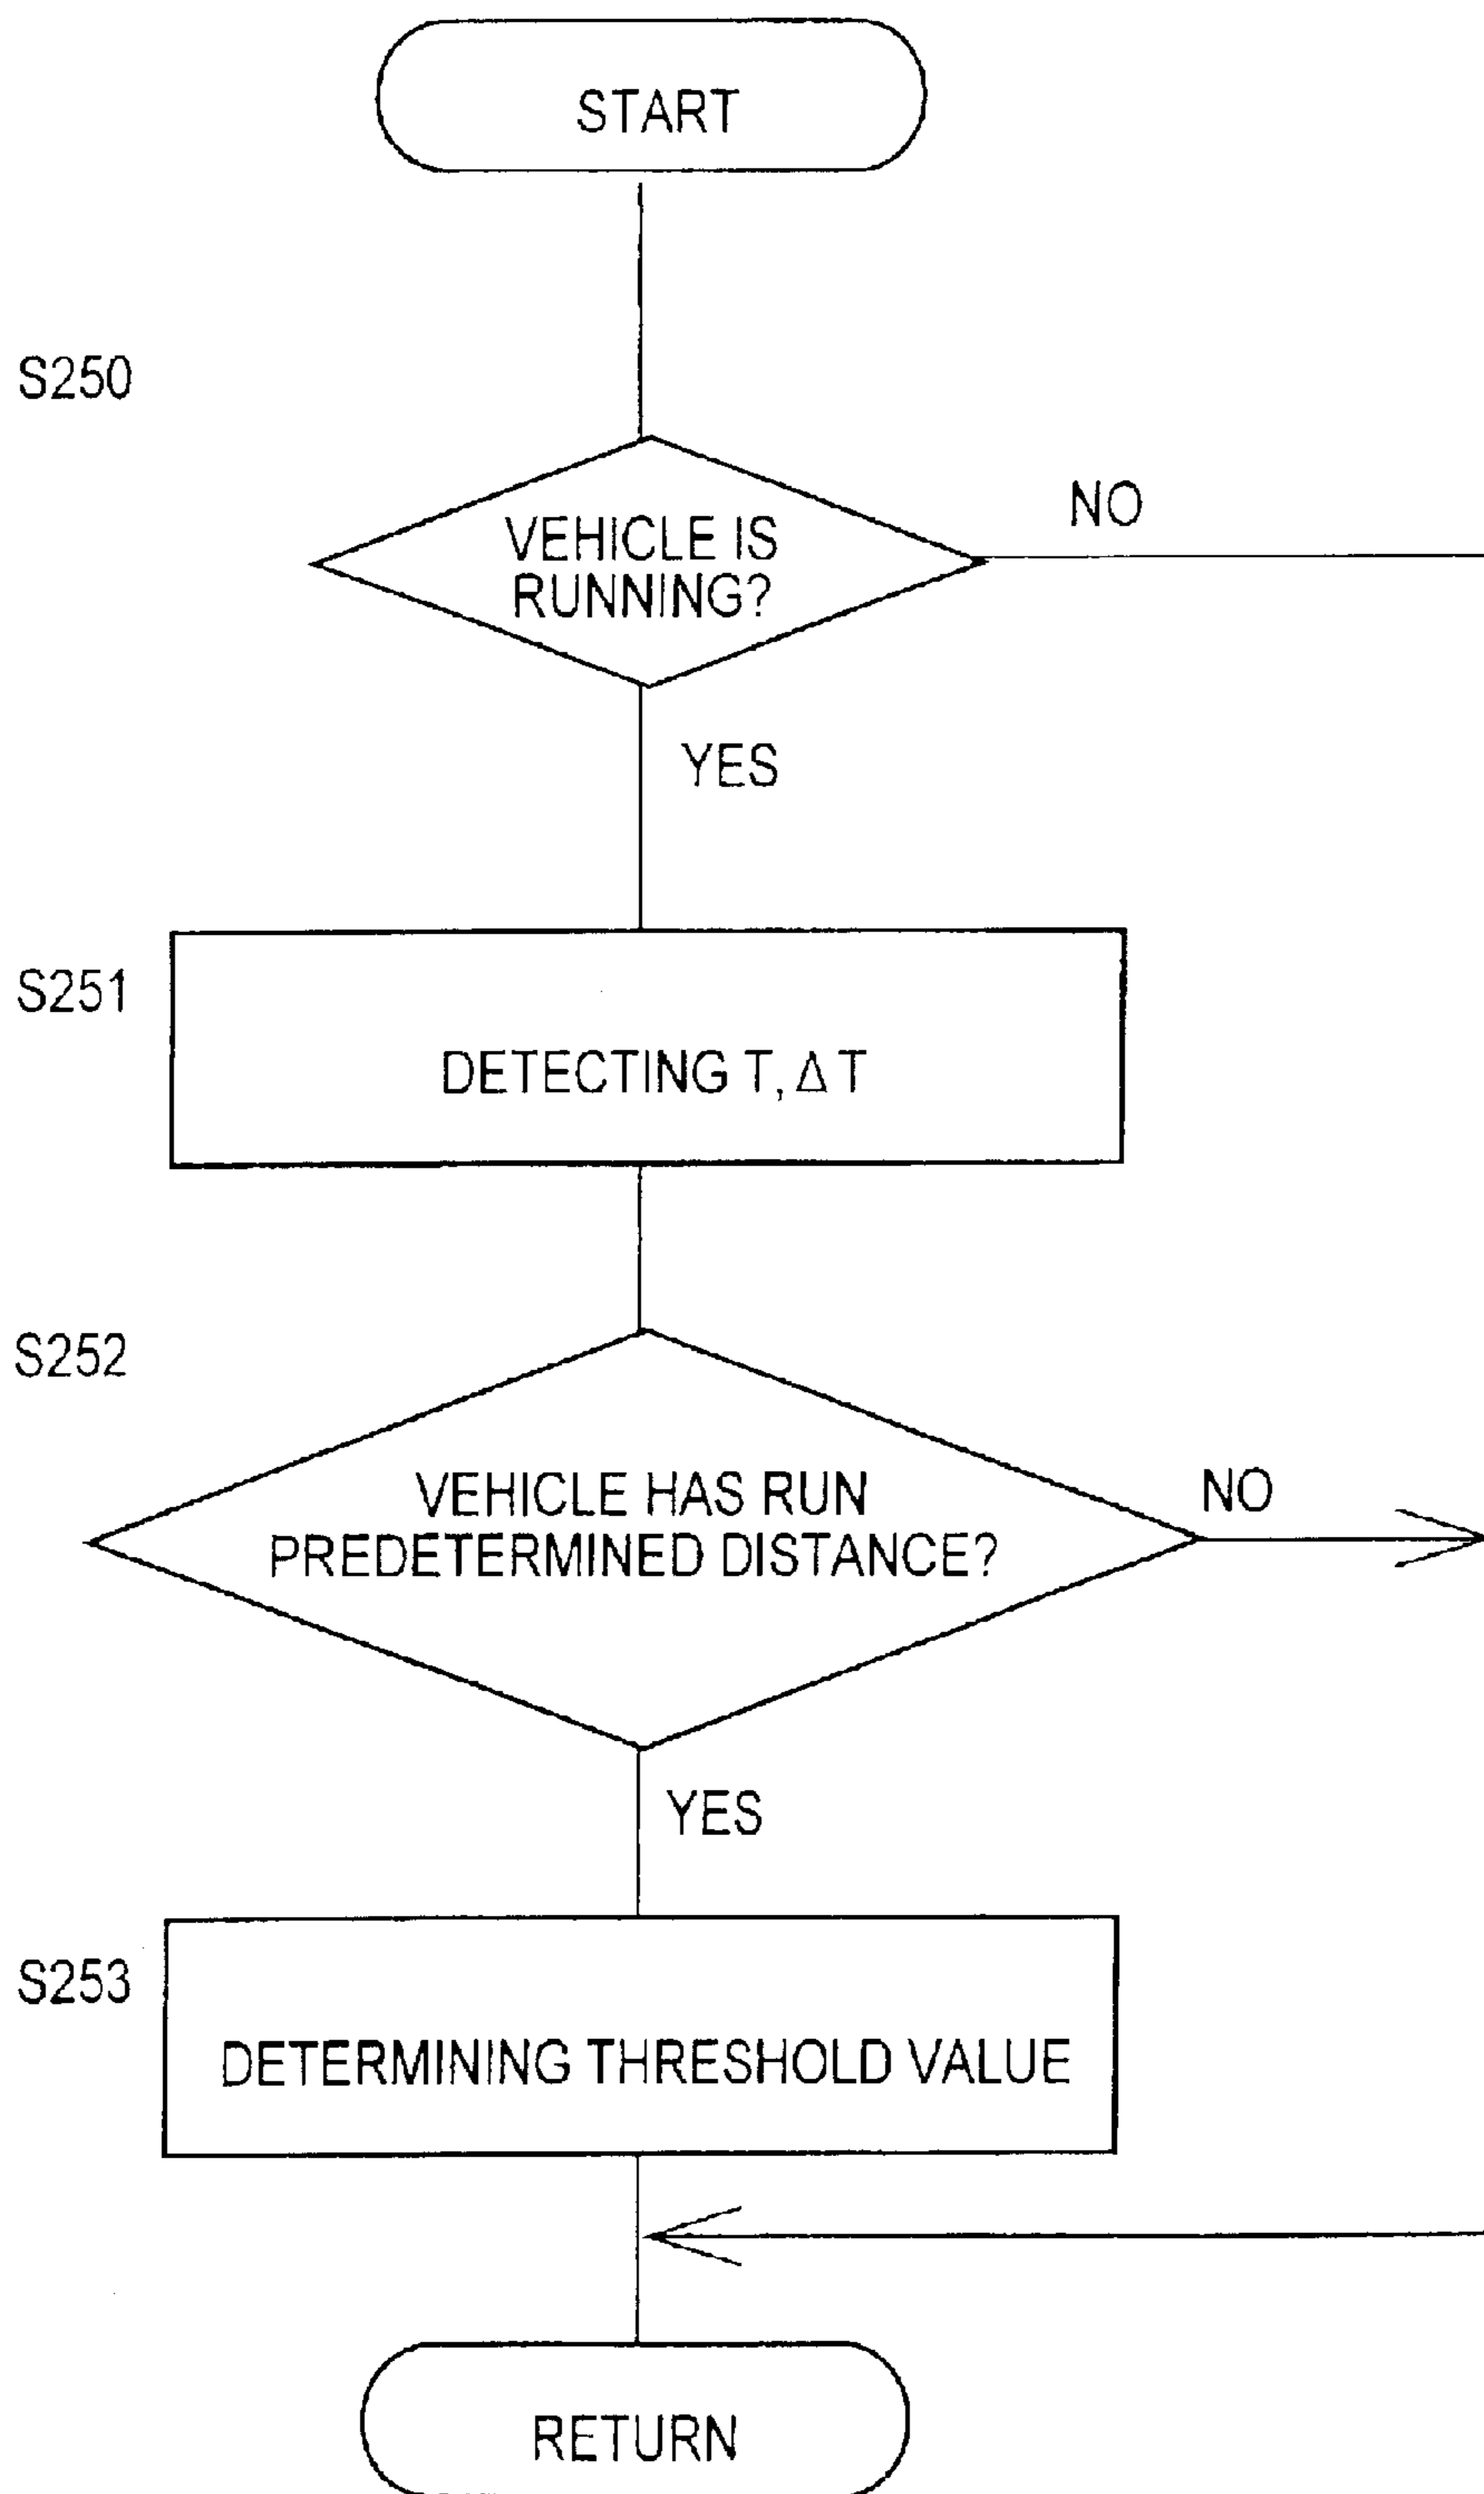 START
S250
VEHICLE IS
RUNNING?
NO
YES
S251
DETECTING T, Δ T
S252
VEHICLE HAS RUN
PREDETERMINED DISTANCE?
NO
YES
S253
DETERMINING THRESHOLD VALUE
RETURN